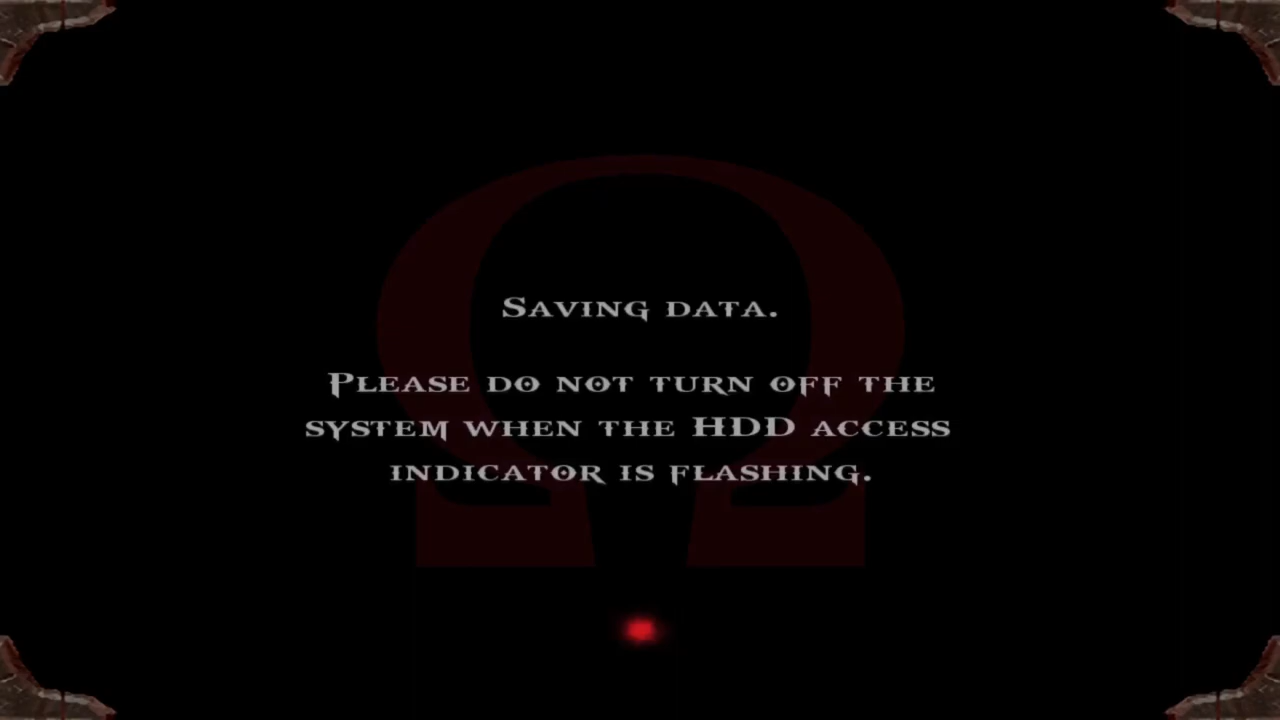 Saving data.
Please do not turn off the
system when the HDD access
indicator is flashing.